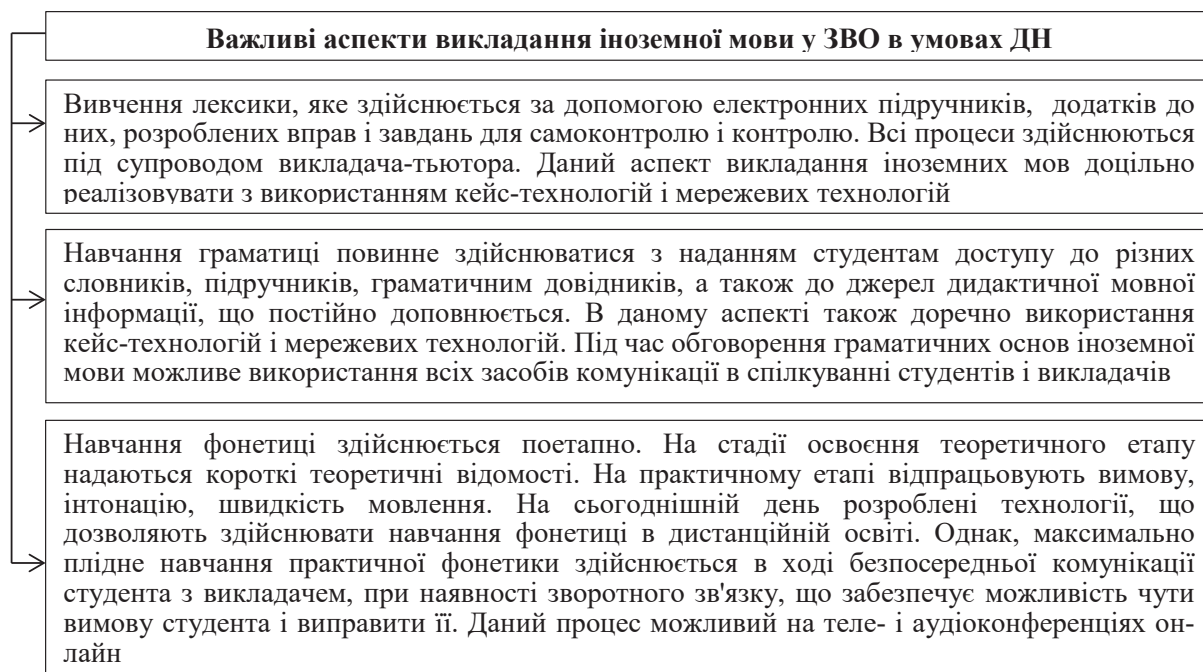 Важливі аспекти викладання іноземної мови у ЗВО в умовах ДН
Вивчення лексики, яке здійснюється за допомогою електронних підручників, додатків до
них, розроблених вправ і завдань для самоконтролю і контролю. Всі процеси здійснюються
під супроводом викладача-тьютора. Даний аспект викладання іноземних мов доцільно
реалізовувати з використанням кейс-технологій і мережевих технологій
Навчання граматиці повинне здійснюватися з наданням студентам доступу до різних
словників, підручників, граматичним довідників, а також до джерел дидактичної мовної
інформації, що постійно доповнюється. В даному аспекті також доречно використання
кейс-технологій і мережевих технологій. Під час обговорення граматичних основ іноземної
мови можливе використання всіх засобів комунікації в спілкуванні студентів і викладачів
Навчання фонетиці здійснюється поетапно. На стадії освоєння теоретичного етапу
надаються короткі теоретичні відомості. На практичному етапі відпрацьовують вимову,
інтонацію, швидкість мовлення. На сьогоднішній день розроблені технології, що
дозволяють здійснювати навчання фонетиці в дистанційній освіті. Однак, максимально
плідне навчання практичної фонетики здійснюється в ході безпосередньої комунікації
студента з викладачем, при наявності зворотного зв'язку, що забезпечує можливість чути
вимову студента і виправити її. Даний процес можливий на теле- і аудіоконференціях он-
лайн